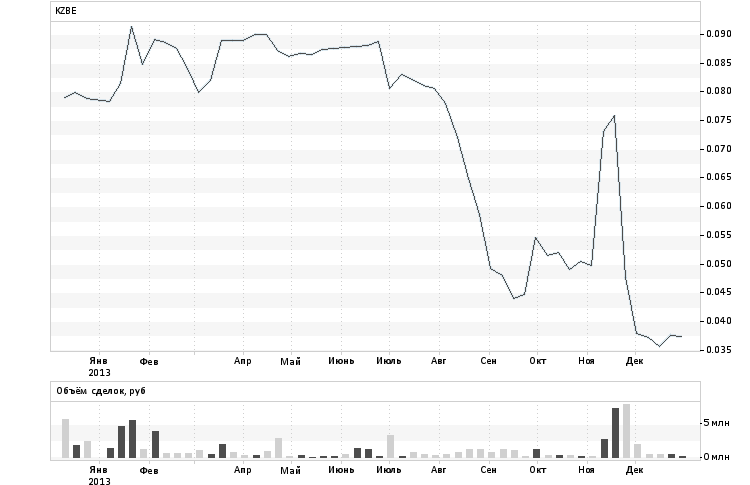 KZBE
0.090
0.085
0.080
0.075
0.070
0.065
0.060
0.055
0.050
0.045
0.040
0.035
Янв Фев Апр Май Июнь Июль Авг Сен Окт Ноя Дек
2013
Объём сделок, руб
5 млн
0 млн
Янв Фев Апр Май Июнь Июль Авг Сен Окт Ноя Дек
2013